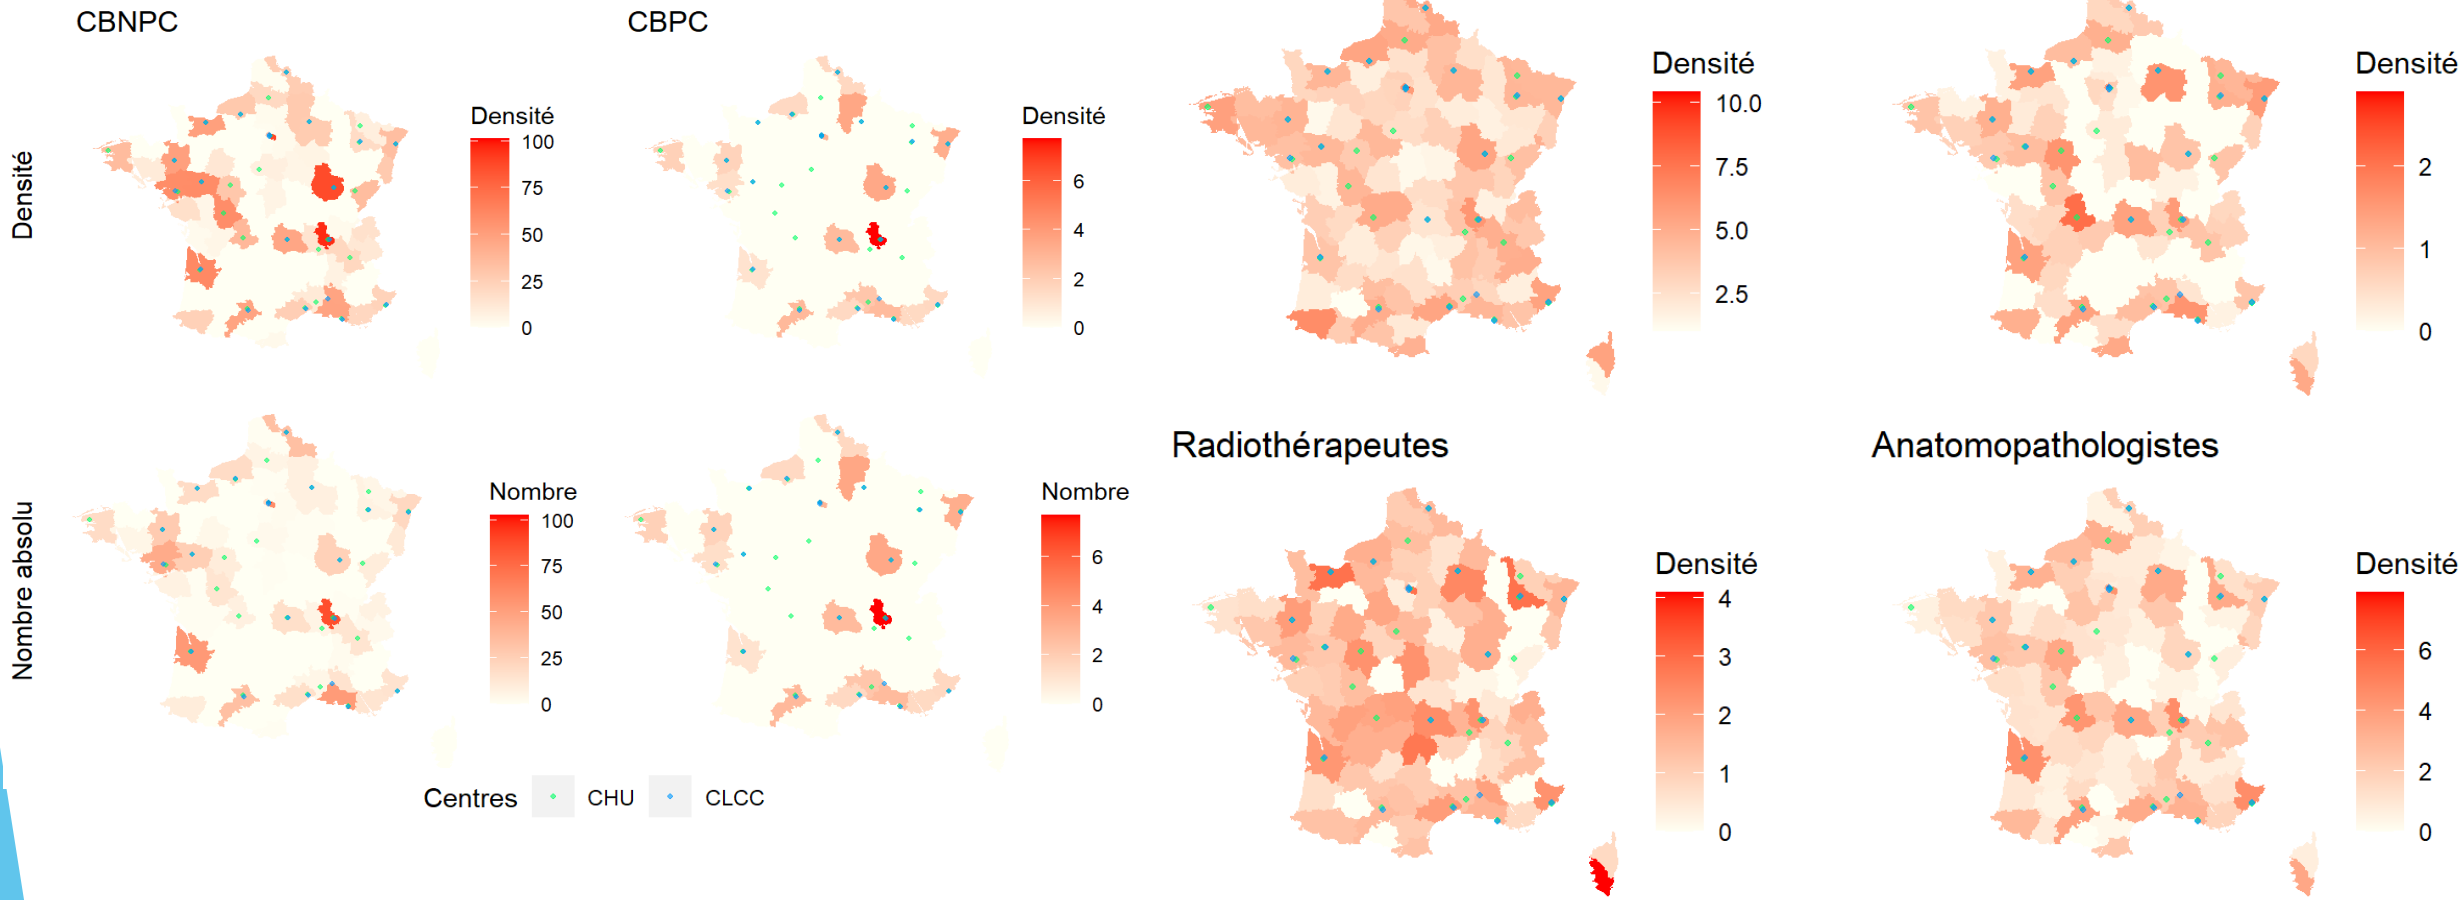 CBNPC
CBPC
Densité
Densité
100
75
50
25
0
Densité
6
4
2
0
Densité
10.0
7.5
5.0
2.5
Densité
2
1
0
Nombre absolu
Nombre
100
75
50
25
0
Nombre
6
4
2
0
Radiothérapeutes
Densité
4
3
2
1
0
Anatomopathologistes
Densité
6
4
2
0
Centres CHU CLCC